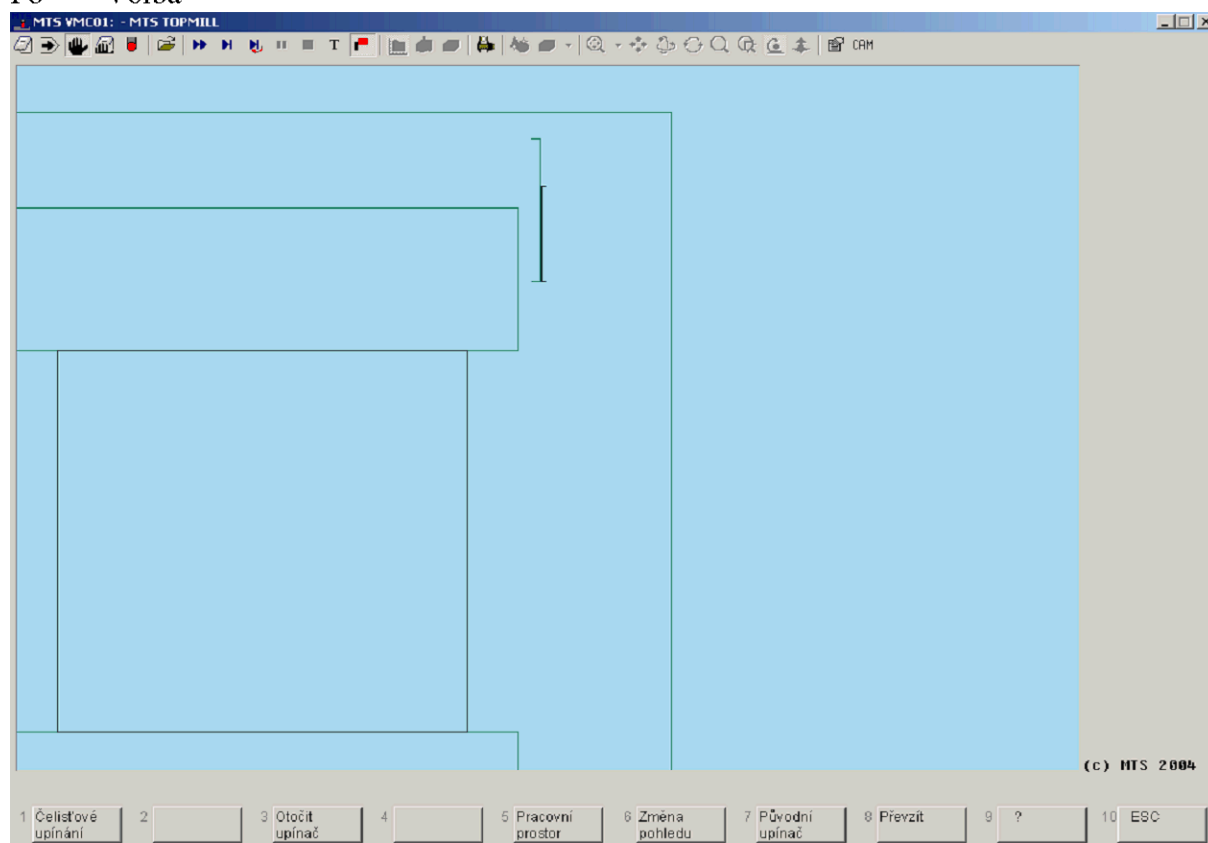 MTS VMC01: - MTS TOPMILL
T
CAM
(c) MTS 2004
1 Čelisťové upínání
2
3 Otočit upínač
4
5 Pracovní prostor
6 Změna pohledu
7 Původní upínač
8 Převzít
9 ?
10 ESC